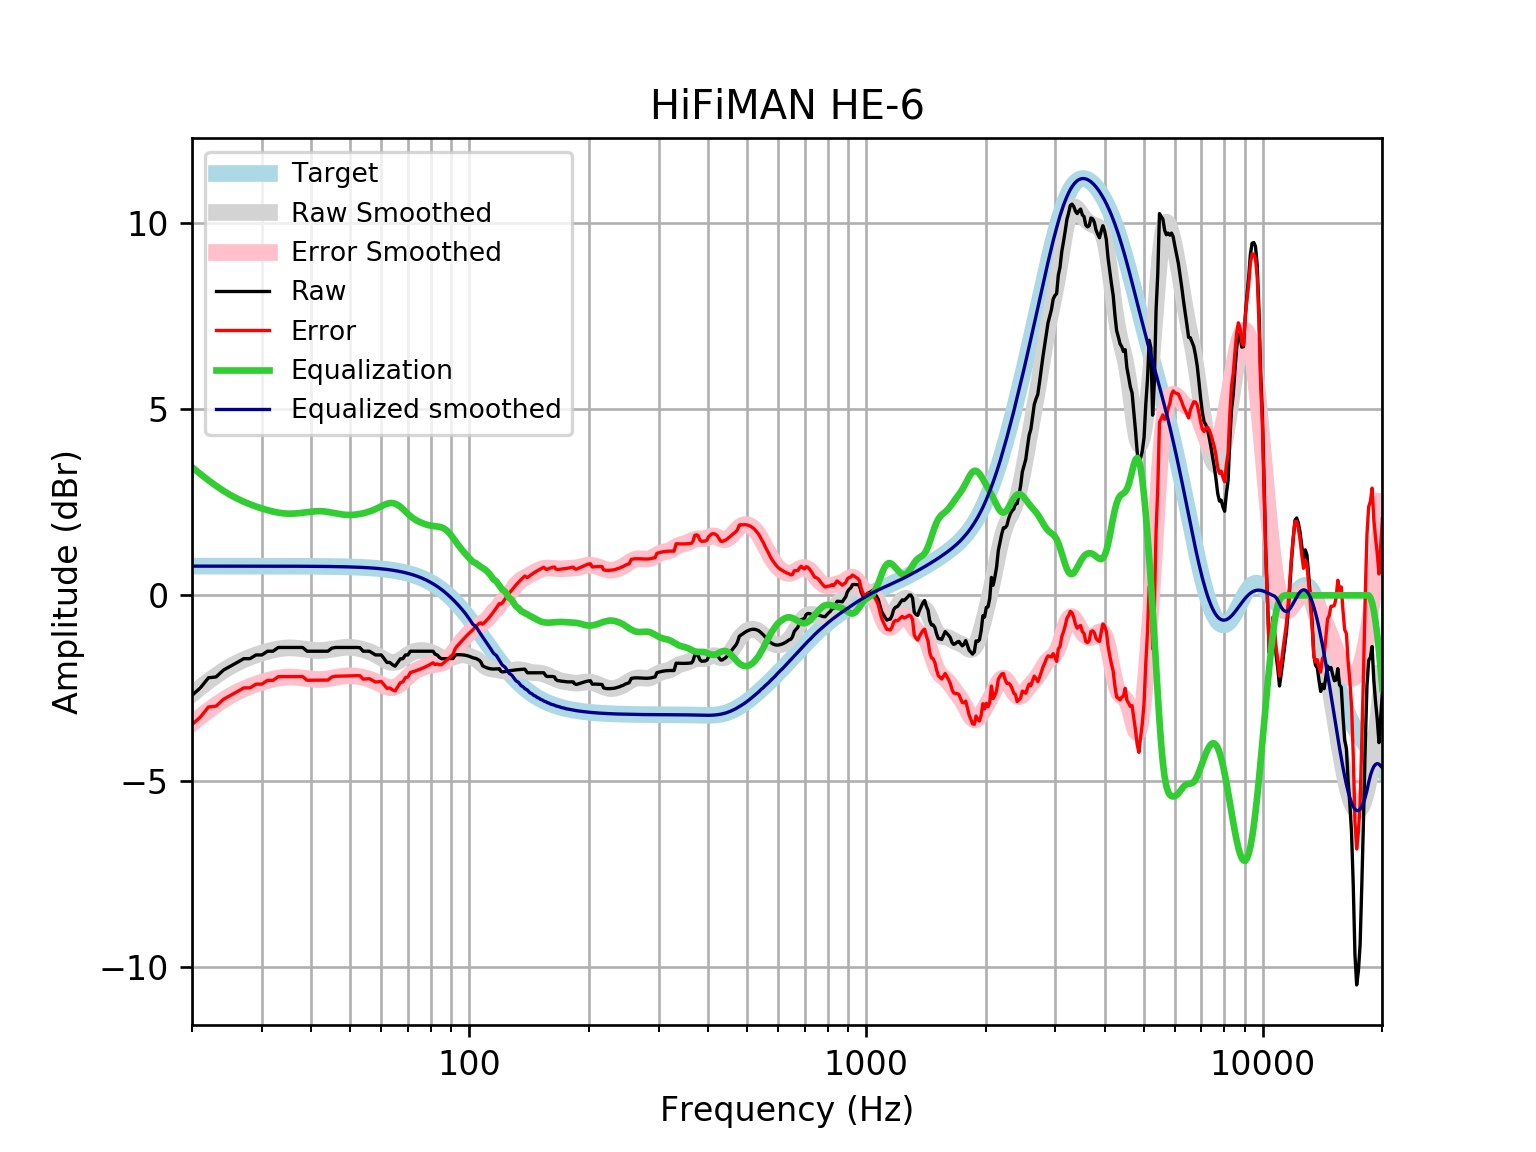 HiFiMAN HE-6
Target
Raw Smoothed
Error Smoothed
Raw
Error
Equalization
Equalized smoothed
10
5
0
−5
−10
Amplitude (dBr)
100 1000 10000
Frequency (Hz)